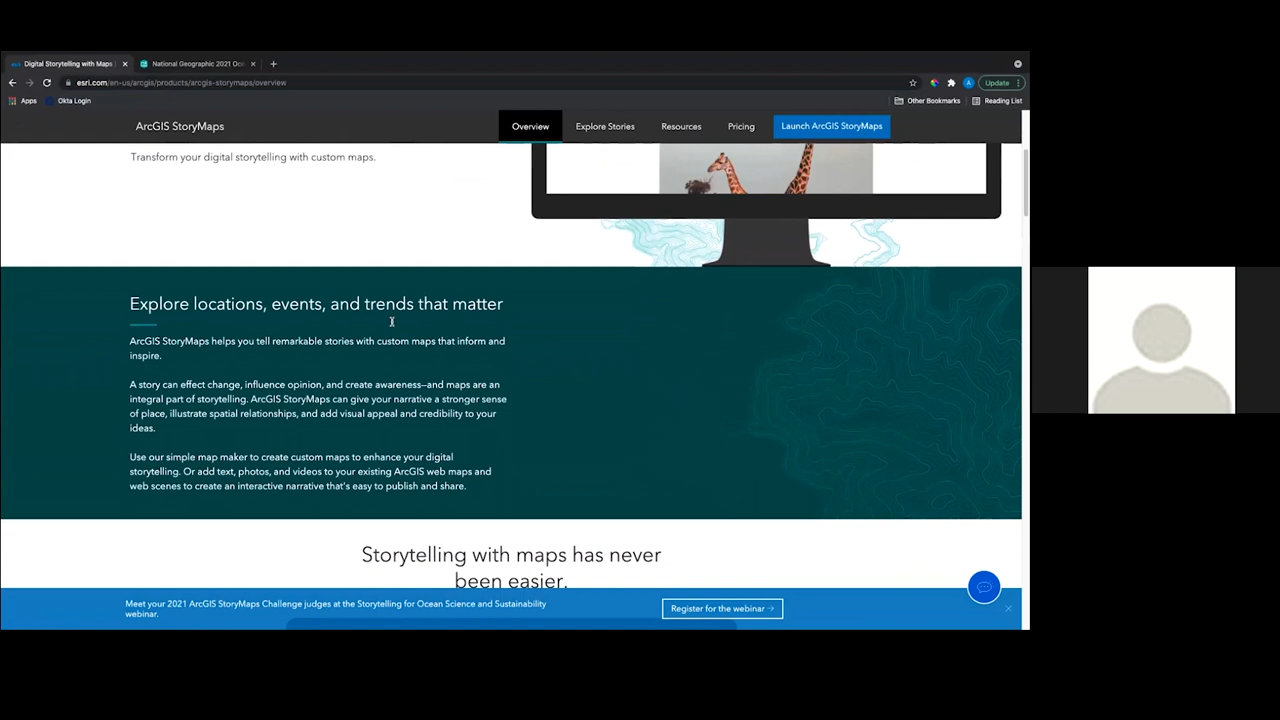 Digital Storytelling with Maps |
National Geographic 2021 Oce
esri.com/en-us/arcgis/products/arcgis-storymaps/overview
Update
Apps
Okta Login
Other Bookmarks
Reading List
ArcGIS StoryMaps
Overview
Explore Stories
Resources
Pricing
Launch ArcGIS StoryMaps
Transform your digital storytelling with custom maps.
Explore locations, events, and trends that matter
ArcGIS StoryMaps helps you tell remarkable stories with custom maps that inform and
inspire.
A story can effect change, influence opinion, and create awareness—and maps are an
integral part of storytelling. ArcGIS StoryMaps can give your narrative a stronger sense
of place, illustrate spatial relationships, and add visual appeal and credibility to your
ideas.
Use our simple map maker to create custom maps to enhance your digital
storytelling. Or add text, photos, and videos to your existing ArcGIS web maps and
web scenes to create an interactive narrative that's easy to publish and share.
Storytelling with maps has never
been easier.
Meet your 2021 ArcGIS StoryMaps Challenge judges at the Storytelling for Ocean Science and Sustainability
webinar.
Register for the webinar →